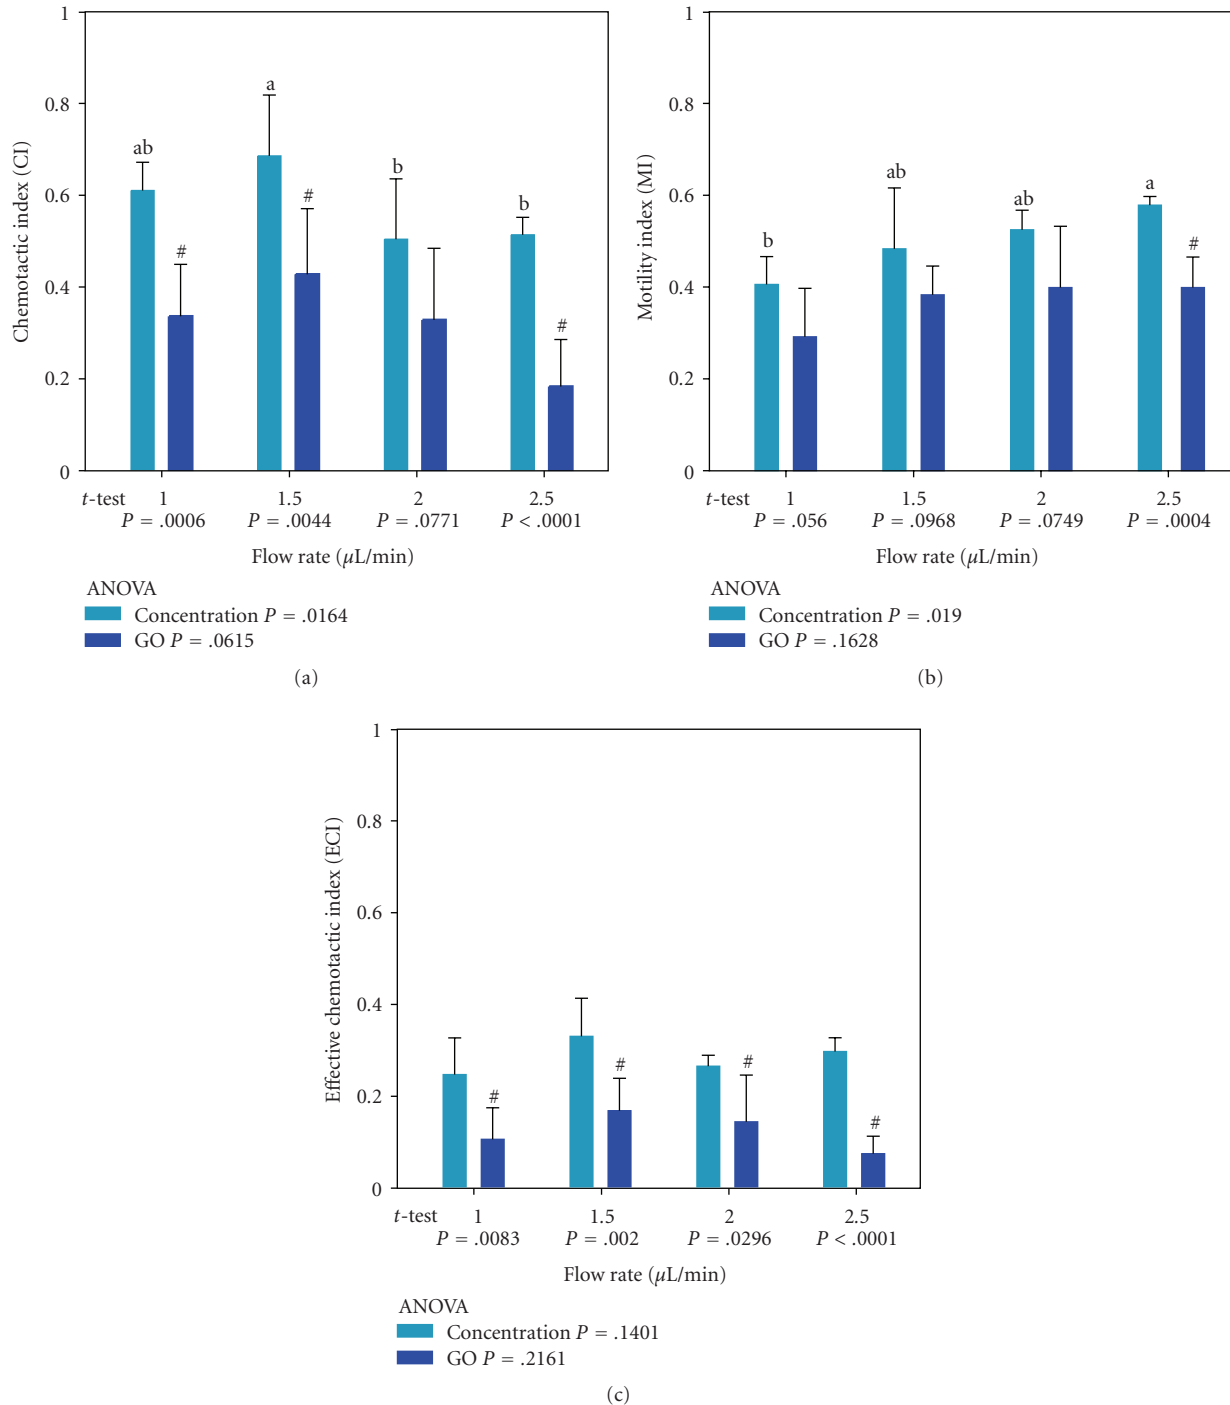 1
0.8
0.6
0.4
0.2
0
Chemotactic index (CI)
ab
#
a
#
b
b
#
t-test 1 1.5 2 2.5
P = .0006 P = .0044 P = .0771 P < .0001
Flow rate (μL/min)
ANOVA
Concentration P = .0164
GO P = .0615
(a)
1
0.8
0.6
0.4
0.2
0
Motility index (MI)
b
ab
ab
a
#
t-test 1 1.5 2 2.5
P = .056 P = .0968 P = .0749 P = .0004
Flow rate (μL/min)
ANOVA
Concentration P = .019
GO P = .1628
(b)
1
0.8
0.6
0.4
0.2
0
Effective chemotactic index (ECI)
#
#
#
#
t-test 1 1.5 2 2.5
P = .0083 P = .002 P = .0296 P < .0001
Flow rate (μL/min)
ANOVA
Concentration P = .1401
GO P = .2161
(c)